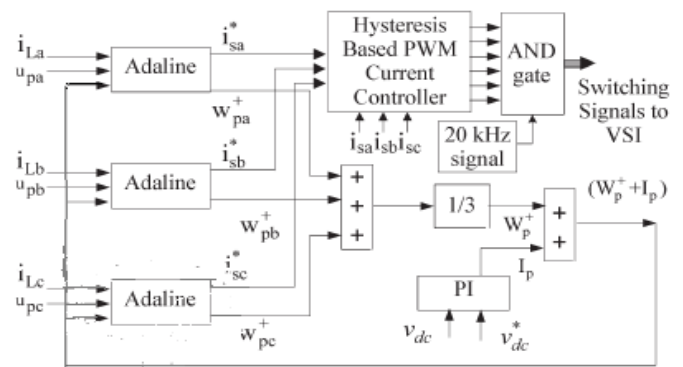 i_La
u_pa
Adaline
i*_sa
w+_pa
Hysteresis
Based PWM
Current
Controller
i_sa i_sb i_sc
AND
gate
20 kHz
signal
Switching
Signals to
VSI
i_Lb
u_pb
Adaline
i*_sb
w+_pb
+
+
+
1/3
W+_p
I_p
+
+
(W_p^+ + I_p)
PI
v_dc
v*_dc
i_Lc
u_pc
Adaline
i*_sc
w+_pc